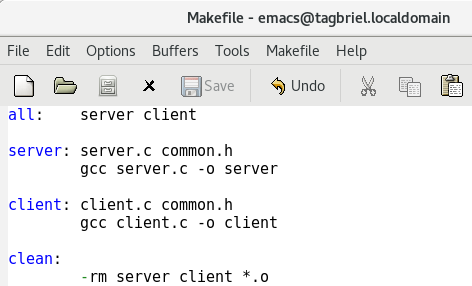 Makefile - emacs@tagbriel.localdomain
File Edit Options Buffers Tools Makefile Help
Save Undo
all: server client
server: server.c common.h
gcc server.c -o server
client: client.c common.h
gcc client.c -o client
clean:
-rm server client *.o